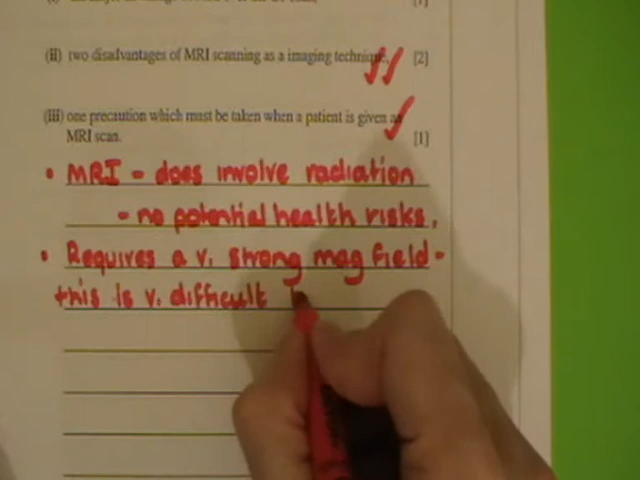 [1]
(ii) two disadvantages of MRI scanning as a imaging technique, [2]
(iii) one precaution which must be taken when a patient is given an
MRI scan. [1]
• MRI - does involve radiation
- no potential health risks.
• Requires a v. strong mag field -
this is v. difficult